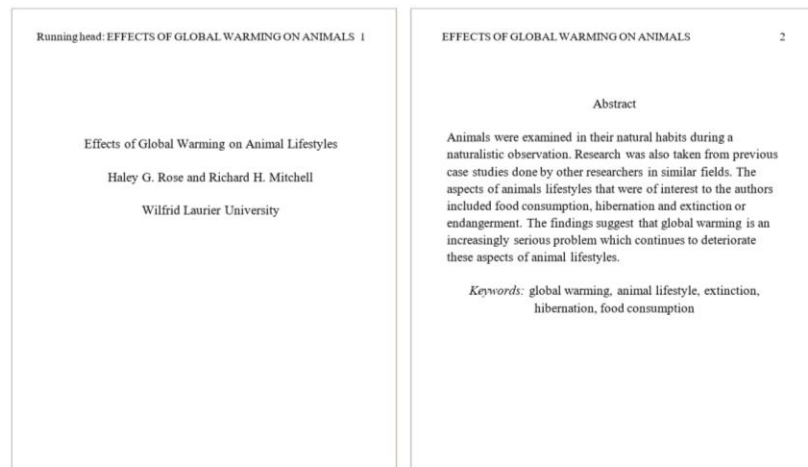 Running head: EFFECTS OF GLOBAL WARMING ON ANIMALS 1
Effects of Global Warming on Animal Lifestyles
Haley G. Rose and Richard H. Mitchell
Wilfrid Laurier University
EFFECTS OF GLOBAL WARMING ON ANIMALS 2
Abstract
Animals were examined in their natural habits during a
naturalistic observation. Research was also taken from previous
case studies done by other researchers in similar fields. The
aspects of animals lifestyles that were of interest to the authors
included food consumption, hibernation and extinction or
endangerment. The findings suggest that global warming is an
increasingly serious problem which continues to deteriorate
these aspects of animal lifestyles.
Keywords: global warming, animal lifestyle, extinction,
hibernation, food consumption